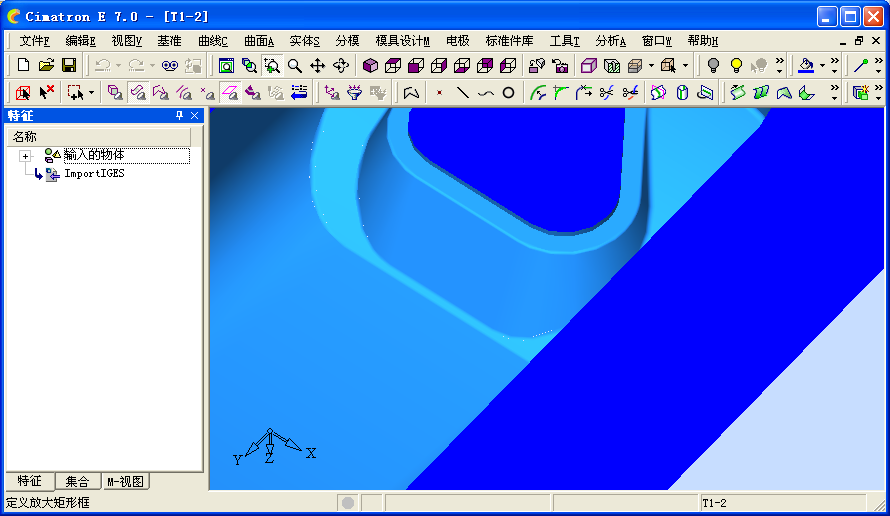 Cimatron E 7.0 - [T1-2]
文件F 编辑E 视图V 基准 曲线C 曲面A 实体S 分模 模具设计M 电极 标准件库 工具T 分析A 窗口W 帮助H
特征
名称
输入的物体
ImportIGES
Y Z X
特征 集合 M-视图
定义放大矩形框 T1-2